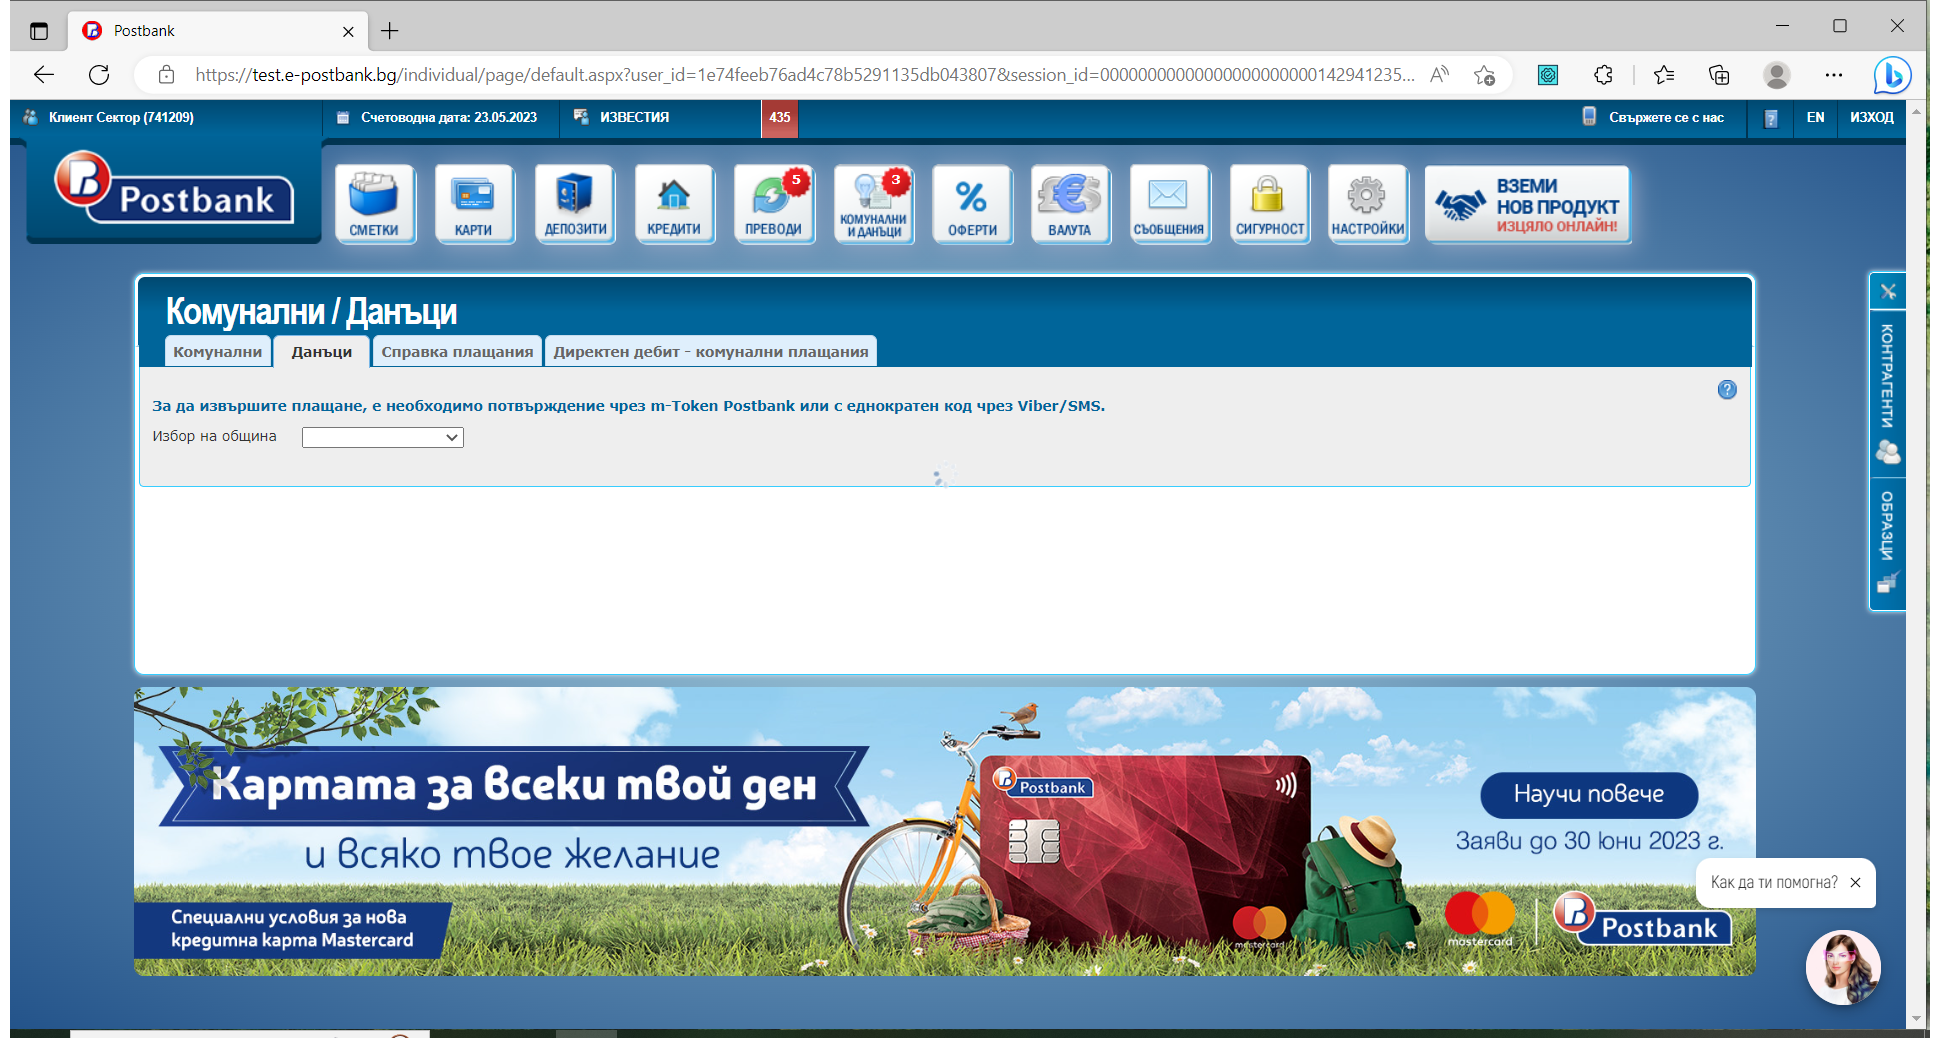 Postbank
https://test.e-postbank.bg/individual/page/default.aspx?user_id=1e74feeb76ad4c78b5291135db043807&session_id=00000000000000000000000142941235...
Клиент Сектор (741209)
Счетоводна дата: 23.05.2023
ИЗВЕСТИЯ
435
Свържете се с нас
?
EN
ИЗХОД
Postbank
СМЕТКИ
КАРТИ
ДЕПОЗИТИ
КРЕДИТИ
5
ПРЕВОДИ
3
КОМУНАЛНИ
И ДАНЪЦИ
%
ОФЕРТИ
£€$
ВАЛУТА
СЪОБЩЕНИЯ
СИГУРНОСТ
НАСТРОЙКИ
ВЗЕМИ
НОВ ПРОДУКТ
ИЗЦЯЛО ОНЛАЙН!
Комунални / Данъци
Комунални
Данъци
Справка плащания
Директен дебит - комунални плащания
?
За да извършите плащане, е необходимо потвърждение чрез m-Token Postbank или с еднократен код чрез Viber/SMS.
Избор на община
КОНТРАГЕНТИ
ОБРАЗЦИ
Картата за всеки твой ден
и всяко твое желание
Специални условия за нова
кредитна карта Mastercard
Postbank
mastercard
Научи повече
Заяви до 30 юни 2023 г.
Как да ти помогна?
mastercard
Postbank